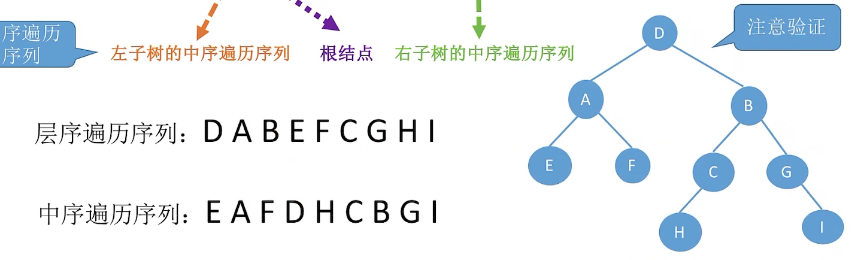 序遍历
序列
左子树的中序遍历序列 根结点 右子树的中序遍历序列
注意验证
层序遍历序列：D A B E F C G H I
中序遍历序列：E A F D H C B G I
D
A
B
E
F
C
G
H
I